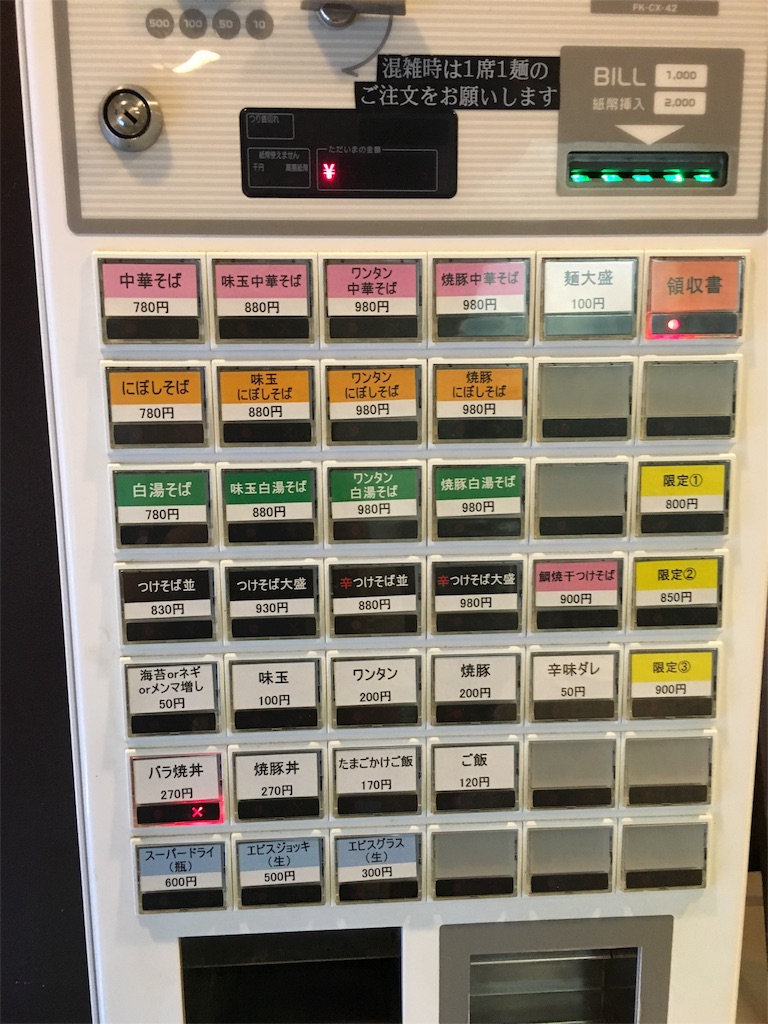 500 100 50 10
FK-CX-42
混雑時は1席1麺の
ご注文をお願いします
BILL 1,000
紙幣挿入 2,000
つり銭切れ
紙幣使えません
千円
ただいまの金額
¥
中華そば
780円
味玉中華そば
880円
ワンタン
中華そば
980円
焼豚中華そば
980円
麺大盛
100円
領収書
にぼしそば
780円
味玉
にぼしそば
880円
ワンタン
にぼしそば
980円
焼豚
にぼしそば
980円
白湯そば
780円
味玉白湯そば
880円
ワンタン
白湯そば
980円
焼豚白湯そば
980円
限定①
800円
つけそば並
830円
つけそば大盛
930円
辛つけそば並
880円
辛つけそば大盛
980円
鯛焼干つけそば
900円
限定②
850円
海苔orネギ
orメンマ増し
50円
味玉
100円
ワンタン
200円
焼豚
200円
辛味ダレ
50円
限定③
900円
バラ焼丼
270円
×
焼豚丼
270円
たまごかけご飯
170円
ご飯
120円
スーパードライ
(瓶)
600円
エビスジョッキ
(生)
500円
エビスグラス
(生)
300円